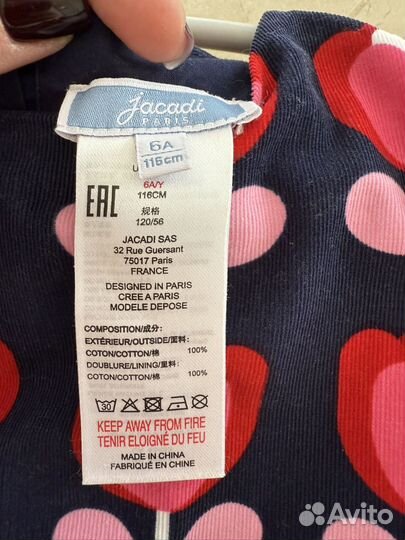 jacadi
PARIS
6A
116cm
U
6A/Y
116CM
规格
120/56
EAC
JACADI SAS
32 Rue Guersant
75017 Paris
FRANCE
DESIGNED IN PARIS
CREE A PARIS
MODELE DEPOSE
COMPOSITION/成分:
EXTÉRIEUR/OUTSIDE/面料:
COTON/COTTON/棉 100%
DOUBLURE/LINING/里料:
COTON/COTTON/棉 100%
30
KEEP AWAY FROM FIRE
TENIR ELOIGNÉ DU FEU
MADE IN CHINA
FABRIQUÉ EN CHINE
Avito